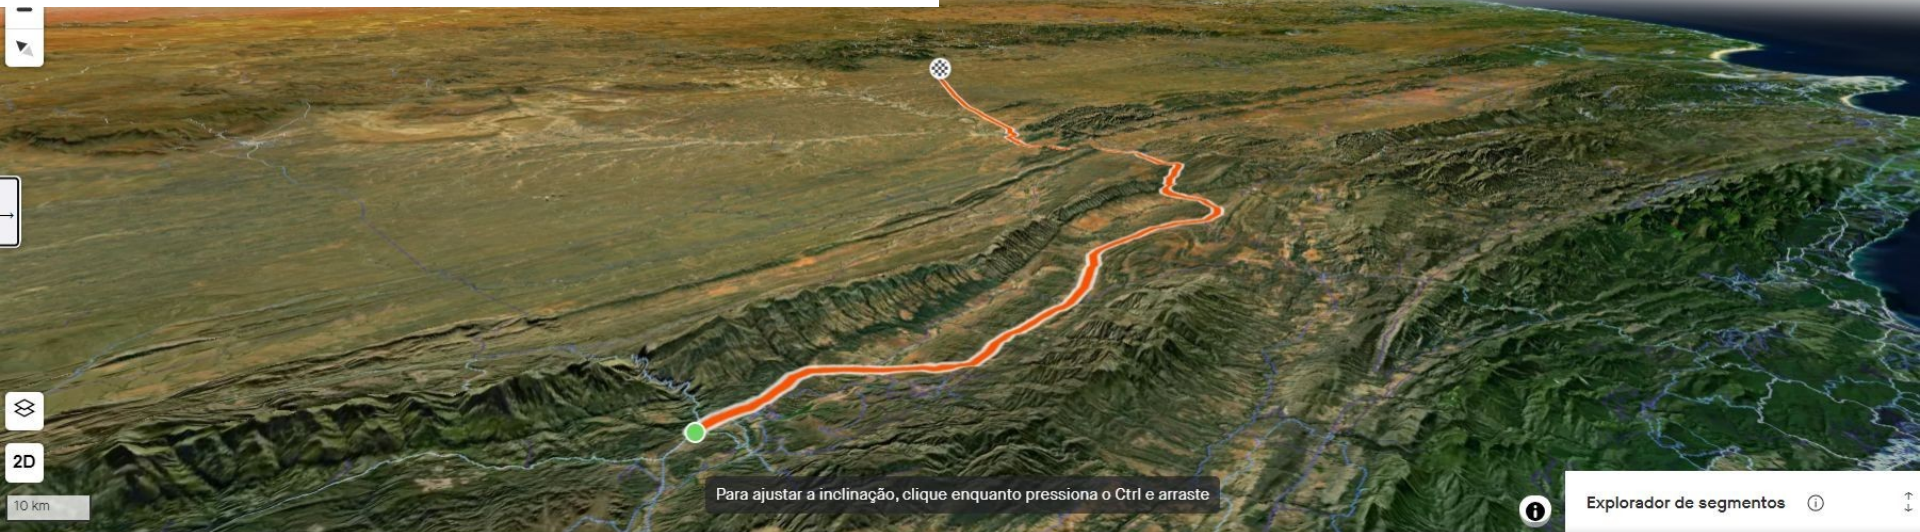 2D
10 km
Para ajustar a inclinação, clique enquanto pressiona o Ctrl e arraste
Explorador de segmentos